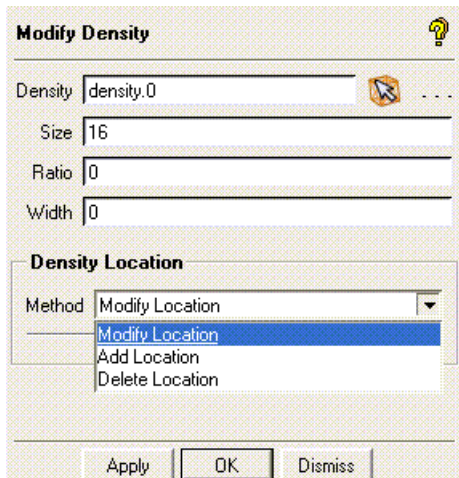 Modify Density
Density density.0 ...
Size 16
Ratio 0
Width 0
Density Location
Method Modify Location
Modify Location
Add Location
Delete Location
Apply OK Dismiss